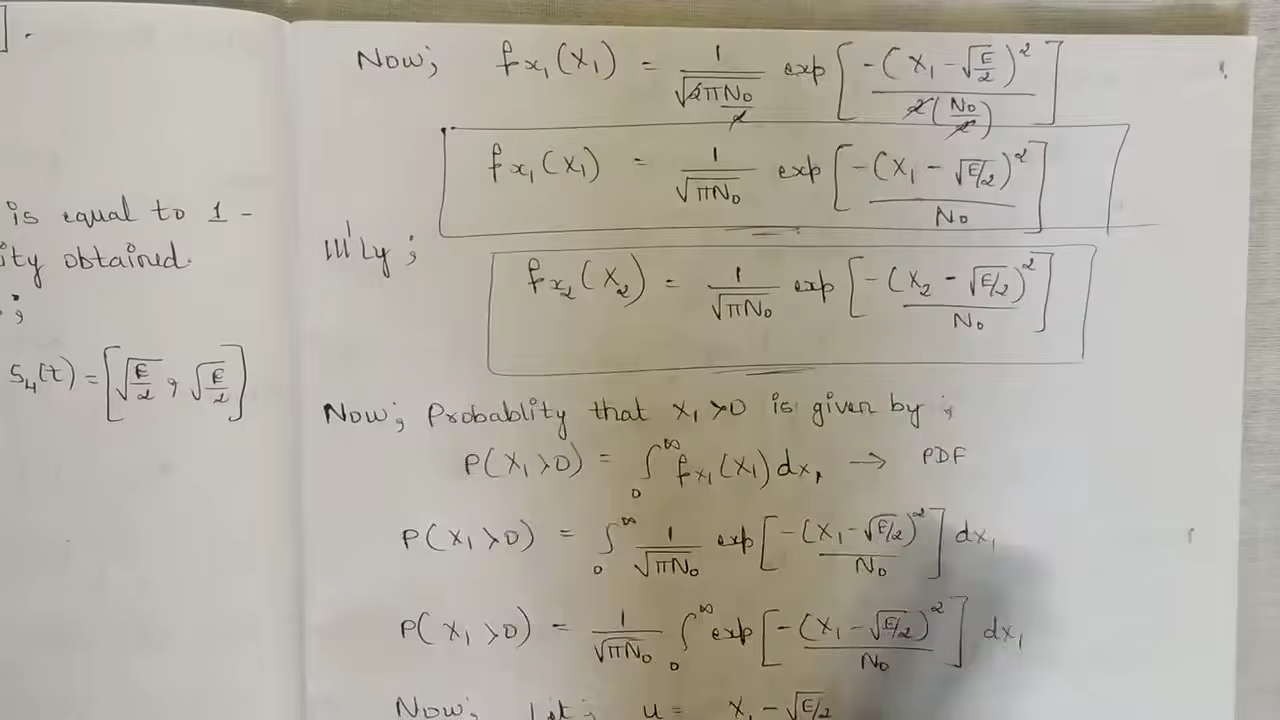 ] .
is equal to 1 -
ity obtained.
;
S₄(t) = [√(E/2) , √(E/2)]
Now; fx₁(X₁) = 1/√(2πN₀/2) exp[-(X₁ - √(E/2))²/2(N₀/2)]
fx₁(X₁) = 1/√(πN₀) exp[-(X₁ - √(E/2))²/N₀]
lll'ly ;
fx₂(X₂) = 1/√(πN₀) exp[-(X₂ - √(E/2))²/N₀]
Now; Probablity that X₁ >0 is given by ;
P(X₁>0) = ∫₀^∞ fx₁(X₁) dx₁ → PDF
P(X₁>0) = ∫₀^∞ 1/√(πN₀) exp[-(X₁ - √(E/2))²/N₀] dx₁
P(X₁>0) = 1/√(πN₀) ∫₀^∞ exp[-(X₁ - √(E/2))²/N₀] dx₁
Now; let; u = X₁ - √(E/2)